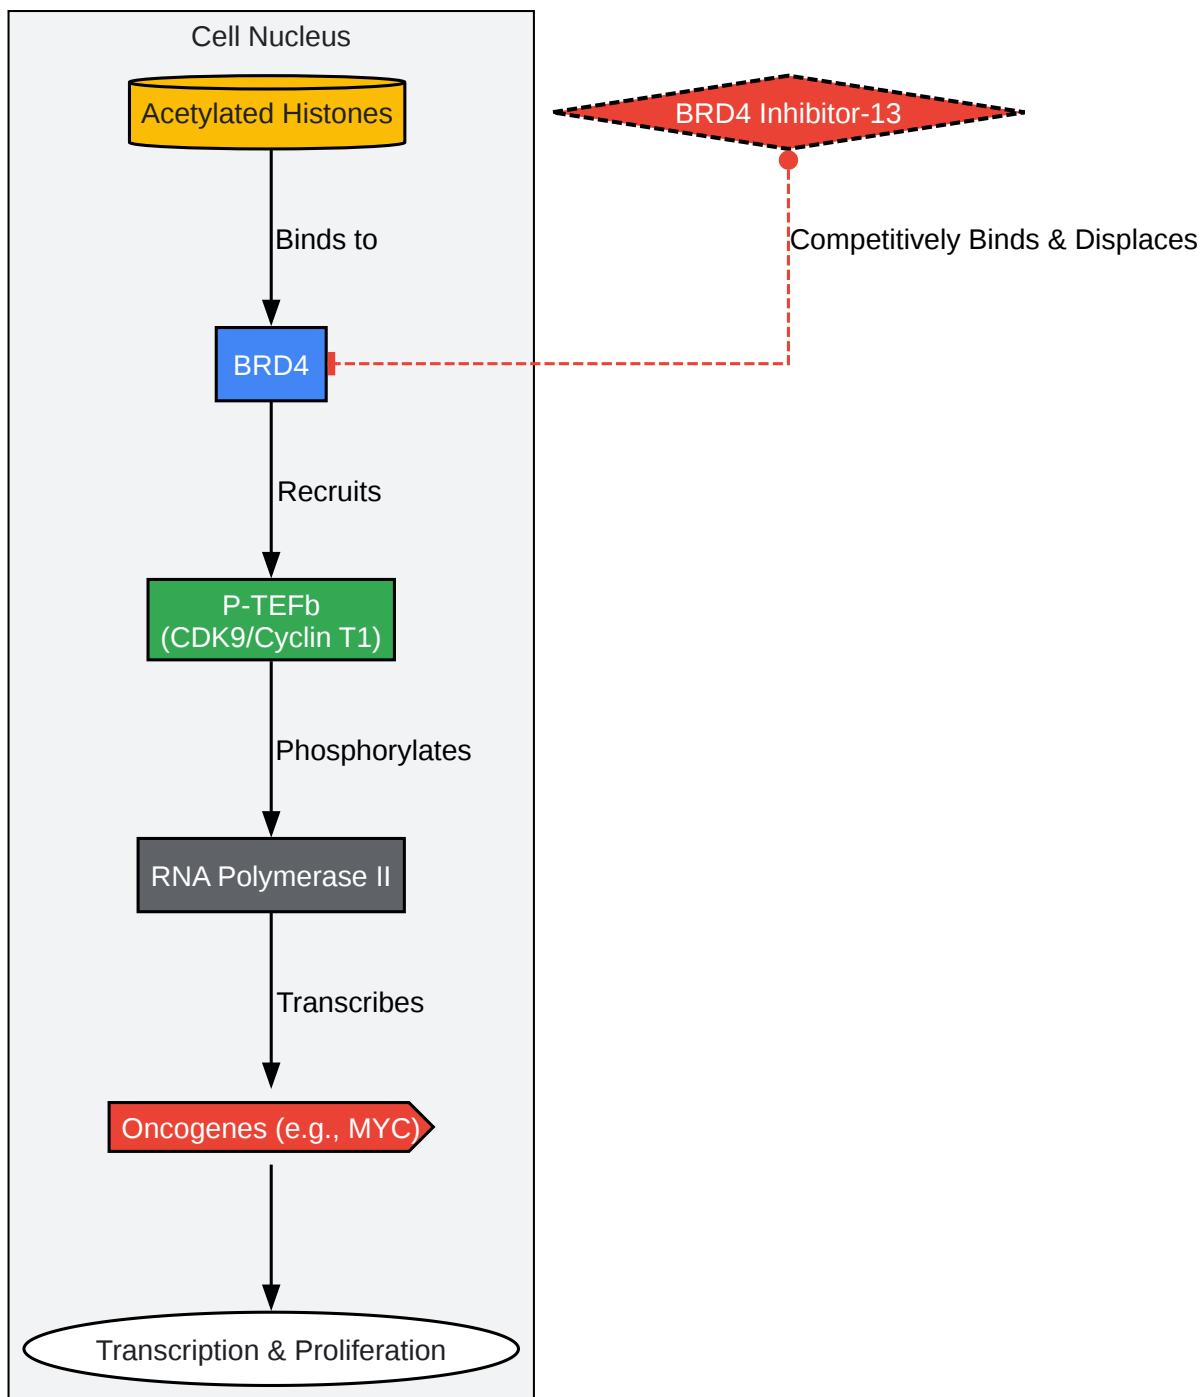 Cell Nucleus
Acetylated Histones
BRD4 Inhibitor-13
Binds to
Competitively Binds & Displaces
BRD4
Recruits
P-TEFb
(CDK9/Cyclin T1)
Phosphorylates
RNA Polymerase II
Transcribes
Oncogenes (e.g., MYC)
Transcription & Proliferation